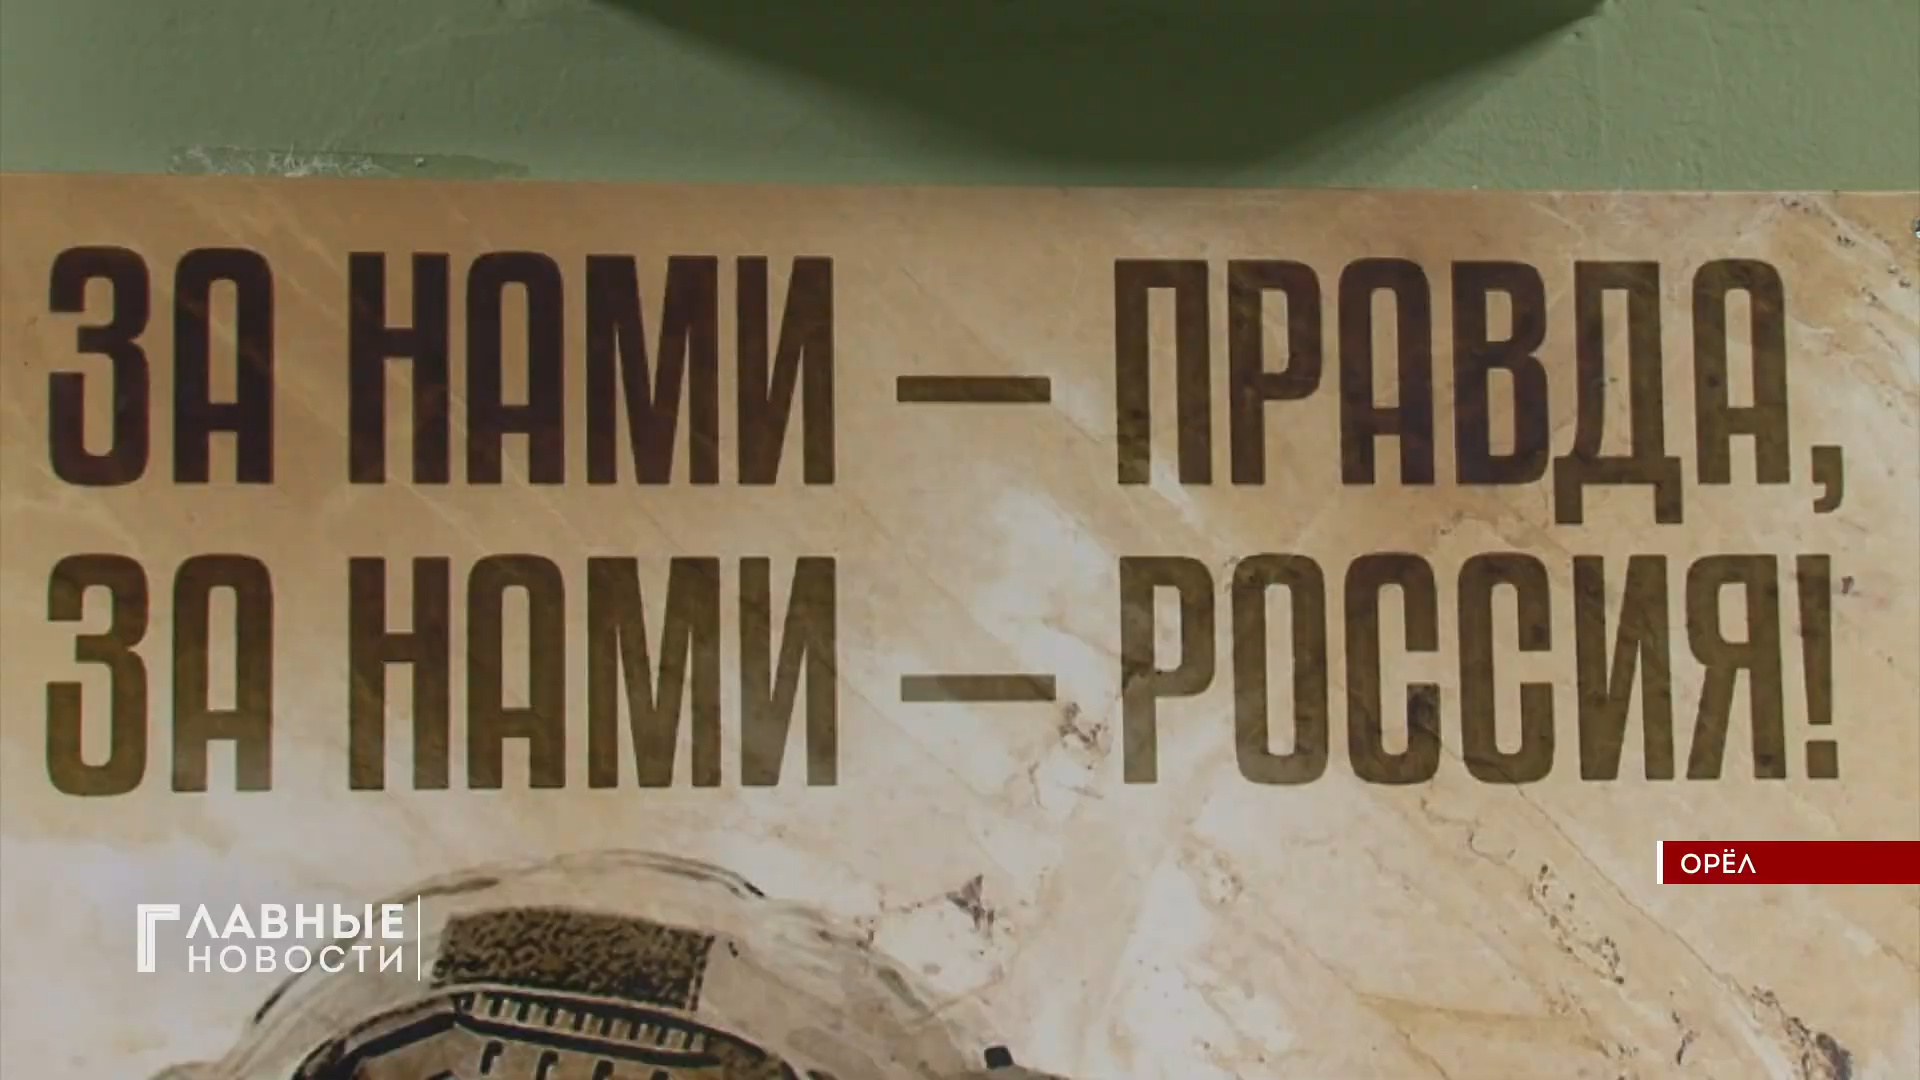 ЗА НАМИ — ПРАВДА,
ЗА НАМИ — РОССИЯ!
ОРЁЛ
ГЛАВНЫЕ
НОВОСТИ